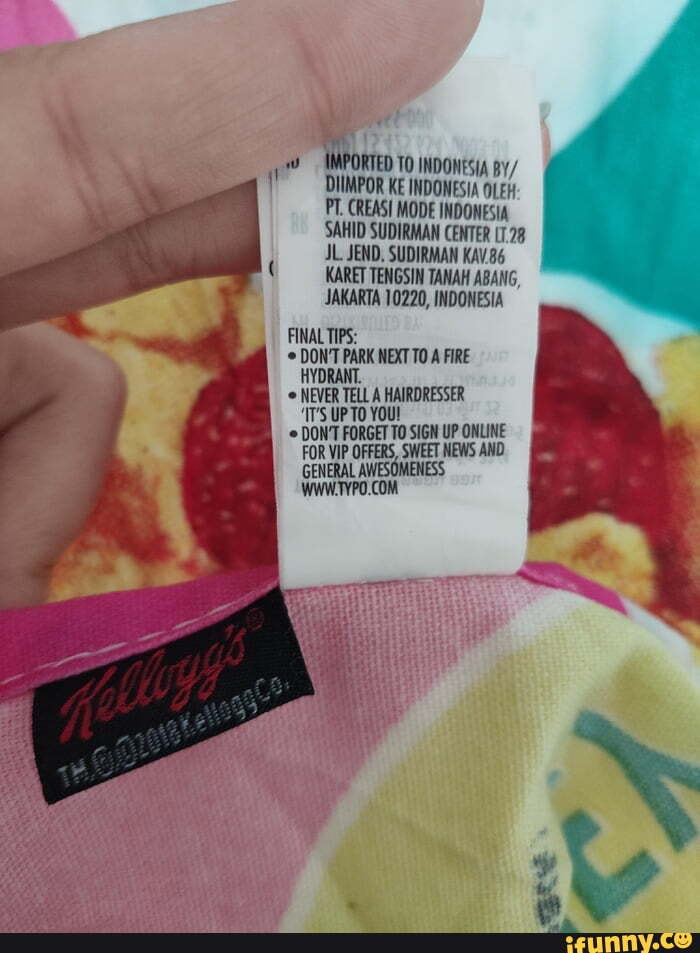 IMPORTED TO INDONESIA BY/
DIIMPOR KE INDONESIA OLEH:
PT. CREASI MODE INDONESIA
SAHID SUDIRMAN CENTER LT.28
JL. JEND. SUDIRMAN KAV.86
KARET TENGSIN TANAH ABANG,
JAKARTA 10220, INDONESIA
FINAL TIPS:
• DON'T PARK NEXT TO A FIRE
HYDRANT.
• NEVER TELL A HAIRDRESSER
'IT'S UP TO YOU!
• DON'T FORGET TO SIGN UP ONLINE
FOR VIP OFFERS, SWEET NEWS AND
GENERAL AWESOMENESS
WWW.TYPO.COM
Kellogg's®
TM,®,©2018KelloggCo.
ifunny.co